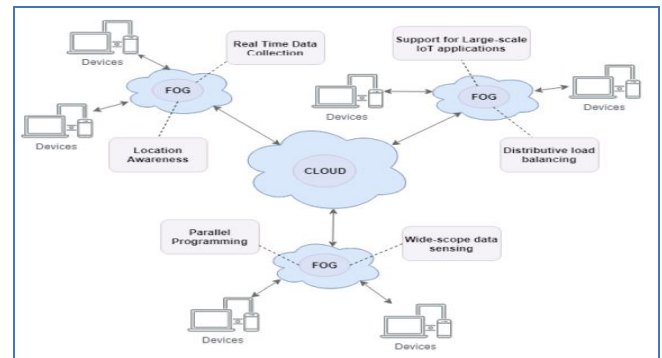 Real Time Data
Collection
Support for Large-scale
IoT applications
Devices
FOG
Devices
Location
Awareness
Devices
FOG
Devices
Distributive load
balancing
CLOUD
Parallel
Programming
Wide-scope data
sensing
FOG
Devices
Devices